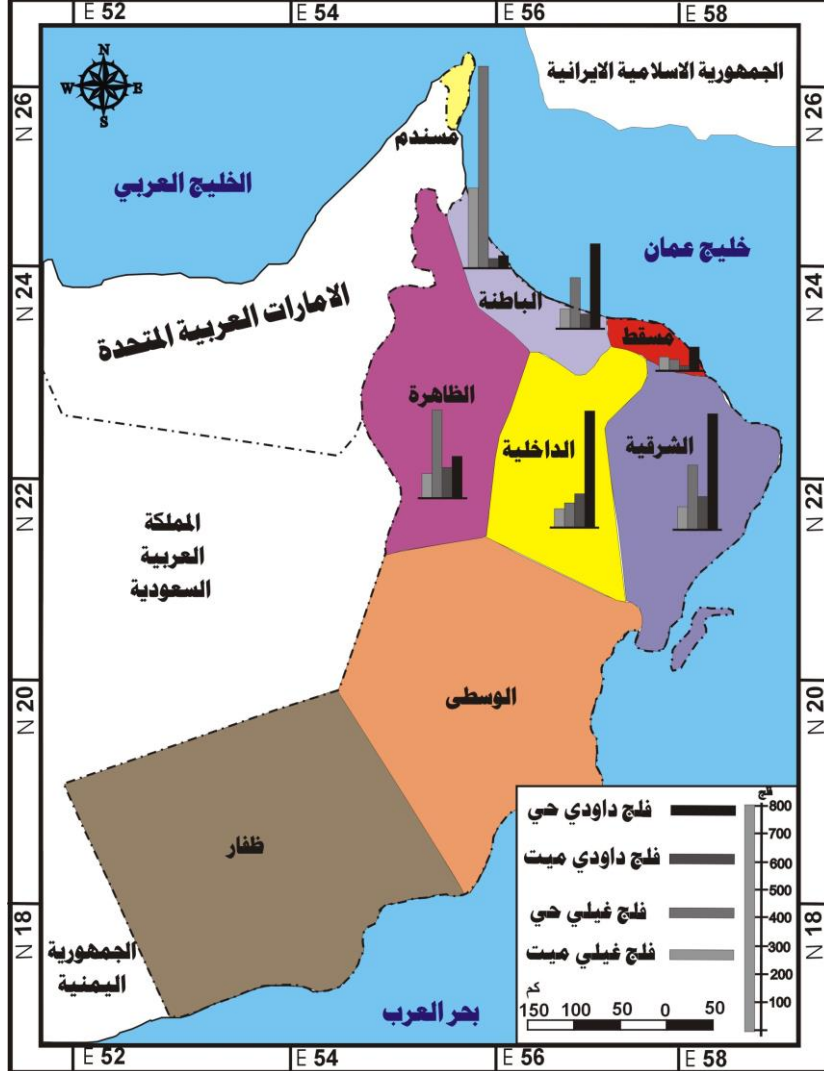 E 52
E 54
E 56
E 58
N 26
N 24
N 22
N 20
N 18
N
W
E
S
الجمهورية الاسلامية الايرانية
مسندم
الخليج العربي
خليج عمان
الباطنة
الامارات العربية المتحدة
مسقط
الظاهرة
الداخلية
الشرقية
المملكة
العربية
السعودية
الوسطى
ظفار
الجمهورية
اليمنية
بحر العرب
فلج
فلج داودي حي
فلج داودي ميت
فلج غيلي حي
فلج غيلي ميت
800
700
600
500
400
300
200
100
كم
150 100 50 0 50
N 26
N 24
N 22
N 20
N 18
E 52
E 54
E 56
E 58